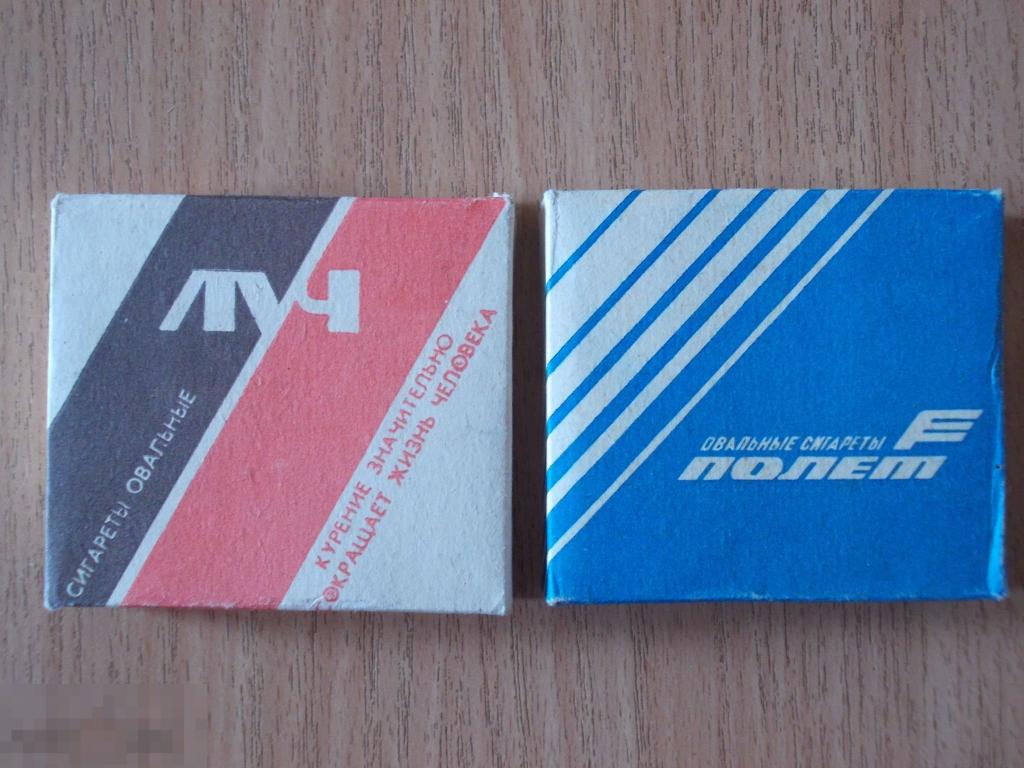 ЛУЧ
СИГАРЕТЫ ОВАЛЬНЫЕ
КУРЕНИЕ ЗНАЧИТЕЛЬНО
СОКРАЩАЕТ ЖИЗНЬ ЧЕЛОВЕКА
ОВАЛЬНЫЕ СИГАРЕТЫ
ПОЛЕТ